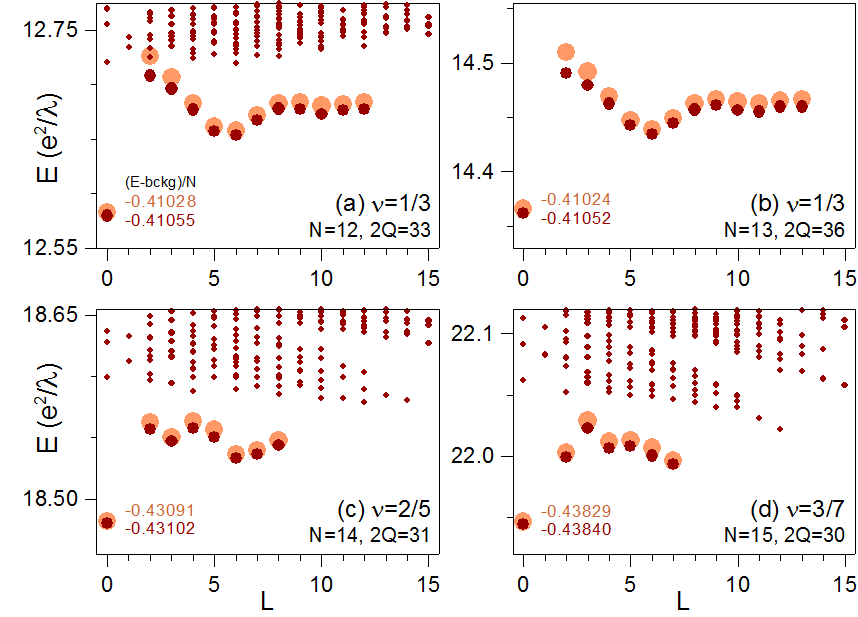 12.75
12.55
E (e²/λ)
(E-bckg)/N
-0.41028
-0.41055
(a) ν=1/3
N=12, 2Q=33
0 5 10 15
14.5
14.4
-0.41024
-0.41052
(b) ν=1/3
N=13, 2Q=36
0 5 10 15
18.65
18.50
E (e²/λ)
-0.43091
-0.43102
(c) ν=2/5
N=14, 2Q=31
0 5 10 15
L
22.1
22.0
-0.43829
-0.43840
(d) ν=3/7
N=15, 2Q=30
0 5 10 15
L